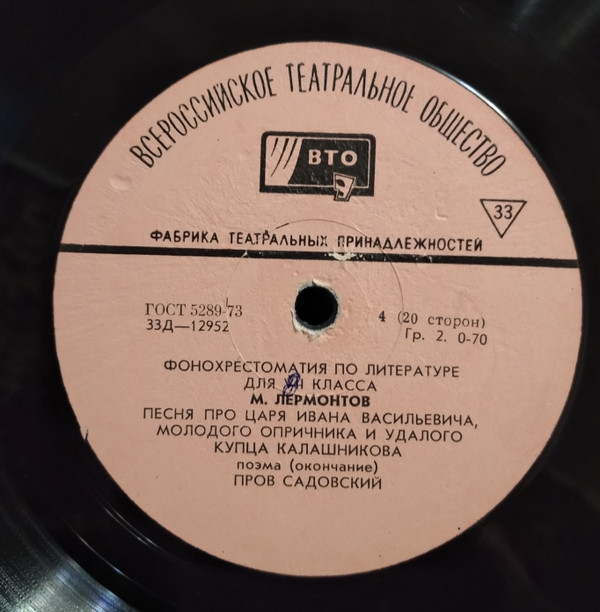 ВСЕРОССИЙСКОЕ ТЕАТРАЛЬНОЕ ОБЩЕСТВО
ВТО
33
ФАБРИКА ТЕАТРАЛЬНЫХ ПРИНАДЛЕЖНОСТЕЙ
ГОСТ 5289-73
33Д—12952
4 (20 сторон)
Гр. 2. 0-70
ФОНОХРЕСТОМАТИЯ ПО ЛИТЕРАТУРЕ
ДЛЯ КЛАССА
М. ЛЕРМОНТОВ
ПЕСНЯ ПРО ЦАРЯ ИВАНА ВАСИЛЬЕВИЧА,
МОЛОДОГО ОПРИЧНИКА И УДАЛОГО
КУПЦА КАЛАШНИКОВА
поэма (окончание)
ПРОВ САДОВСКИЙ